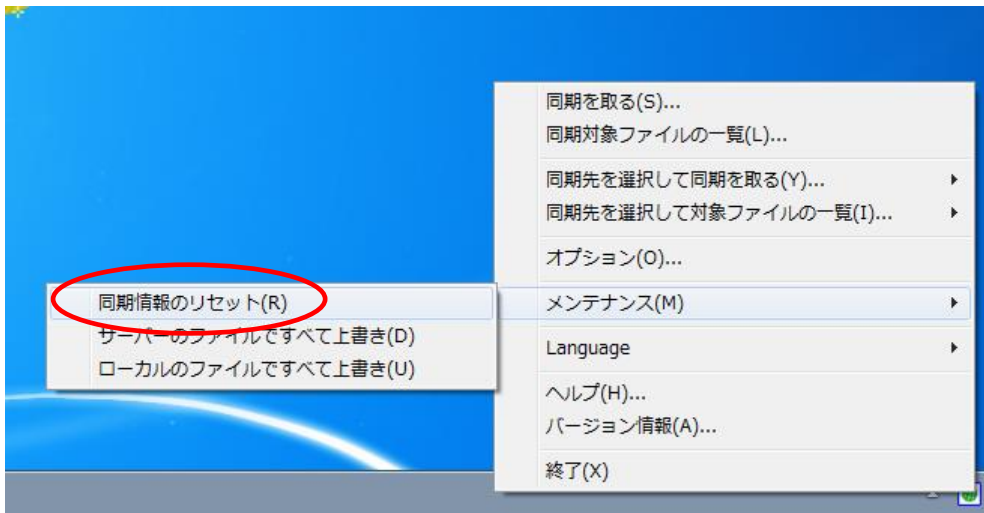 同期を取る(S)...
同期対象ファイルの一覧(L)...
同期先を選択して同期を取る(Y)...
同期先を選択して対象ファイルの一覧(I)...
オプション(O)...
メンテナンス(M)
同期情報のリセット(R)
サーバーのファイルですべて上書き(D)
ローカルのファイルですべて上書き(U)
Language
ヘルプ(H)...
バージョン情報(A)...
終了(X)